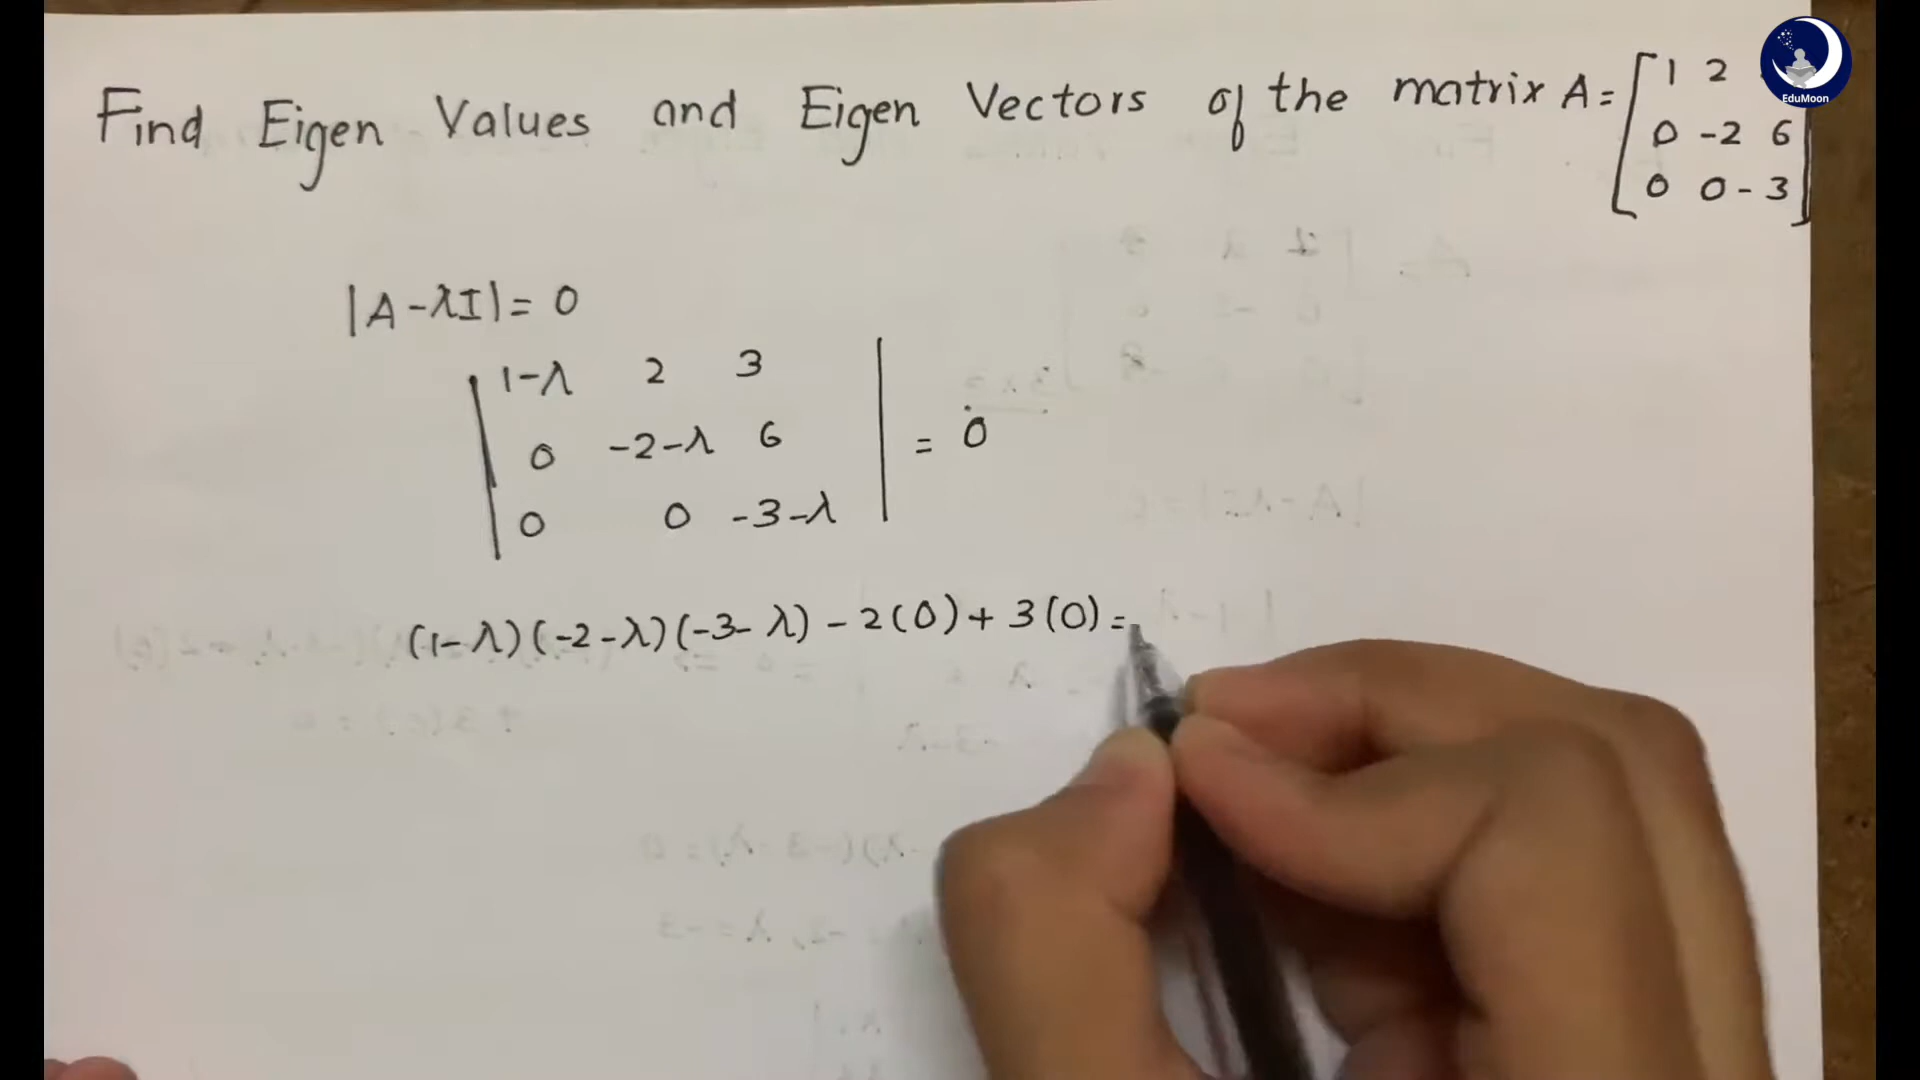 EduMoon
Find Eigen Values and Eigen Vectors of the matrix A = [1 2
0 -2 6
0 0 -3]
|A-λI| = 0
|1-λ 2 3
0 -2-λ 6
0 0 -3-λ| = 0
(1-λ)(-2-λ)(-3-λ) - 2(0) + 3(0) =